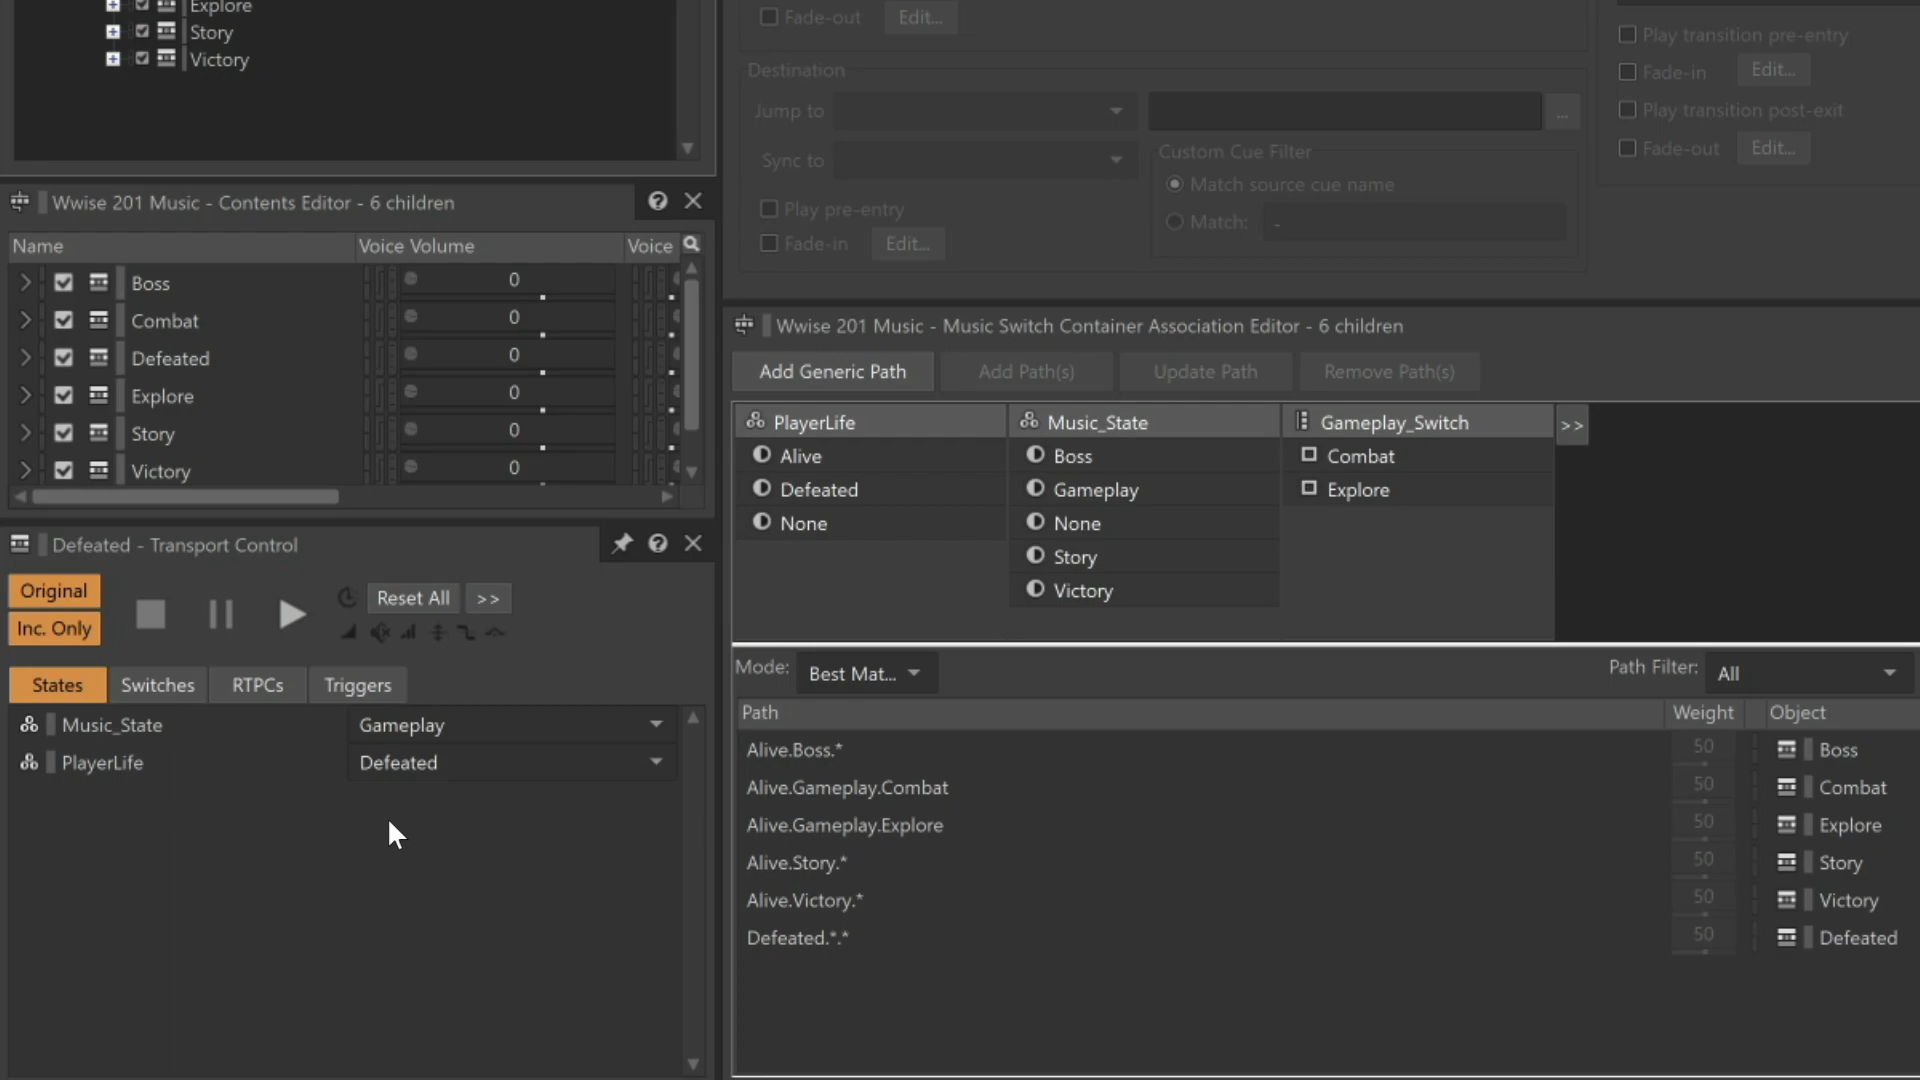 Explore
Story
Victory
Wwise 201 Music - Contents Editor - 6 children
Name
Voice Volume
Voice
Boss
0
Combat
0
Defeated
0
Explore
0
Story
0
Victory
0
Defeated - Transport Control
Original
Inc. Only
Reset All
>>
States
Switches
RTPCs
Triggers
Music_State
Gameplay
PlayerLife
Defeated
Fade-out
Edit...
Destination
Jump to
...
Sync to
Custom Cue Filter
Match source cue name
Match:
-
Play pre-entry
Fade-in
Edit...
Play transition pre-entry
Fade-in
Edit...
Play transition post-exit
Fade-out
Edit...
Wwise 201 Music - Music Switch Container Association Editor - 6 children
Add Generic Path
Add Path(s)
Update Path
Remove Path(s)
PlayerLife
Alive
Defeated
None
Music_State
Boss
Gameplay
None
Story
Victory
Gameplay_Switch
Combat
Explore
>>
Mode:
Best Mat...
Path Filter:
All
Path
Weight
Object
Alive.Boss.*
50
Boss
Alive.Gameplay.Combat
50
Combat
Alive.Gameplay.Explore
50
Explore
Alive.Story.*
50
Story
Alive.Victory.*
50
Victory
Defeated.*.*
50
Defeated